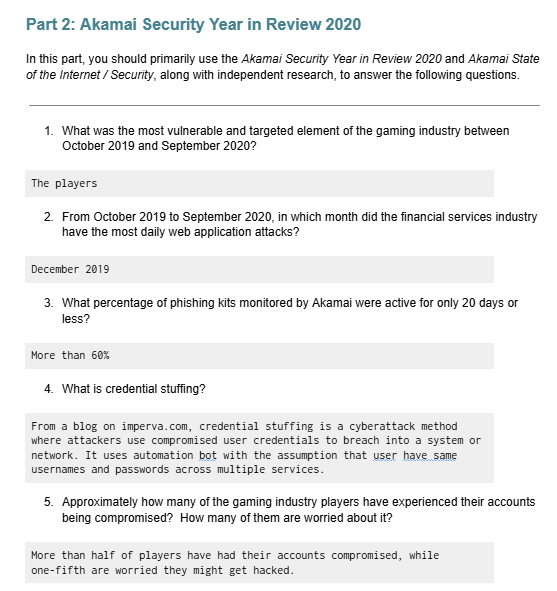 Part 2: Akamai Security Year in Review 2020
In this part, you should primarily use the Akamai Security Year in Review 2020 and Akamai State
of the Internet / Security, along with independent research, to answer the following questions.
1. What was the most vulnerable and targeted element of the gaming industry between
October 2019 and September 2020?
The players
2. From October 2019 to September 2020, in which month did the financial services industry
have the most daily web application attacks?
December 2019
3. What percentage of phishing kits monitored by Akamai were active for only 20 days or
less?
More than 60%
4. What is credential stuffing?
From a blog on imperva.com, credential stuffing is a cyberattack method
where attackers use compromised user credentials to breach into a system or
network. It uses automation bot with the assumption that user have same
usernames and passwords across multiple services.
5. Approximately how many of the gaming industry players have experienced their accounts
being compromised? How many of them are worried about it?
More than half of players have had their accounts compromised, while
one-fifth are worried they might get hacked.